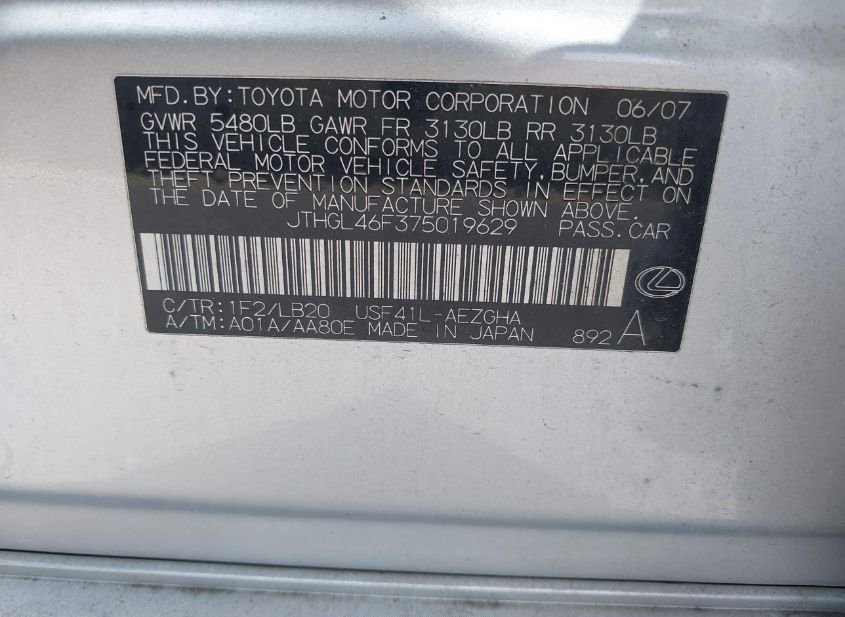 MFD.BY:TOYOTA MOTOR CORPORATION 06/07
GVWR 5480LB GAWR FR 3130LB RR 3130LB
THIS VEHICLE CONFORMS TO ALL APPLICABLE
FEDERAL MOTOR VEHICLE SAFETY,BUMPER,AND
THEFT PREVENTION STANDARDS IN EFFECT ON
THE DATE OF MANUFACTURE SHOWN ABOVE.
JTHGL46F375019629 PASS.CAR
C/TR:1F2/LB20 USF41L-AEZGHA
A/TM:A01A/AA80E MADE IN JAPAN 892 A